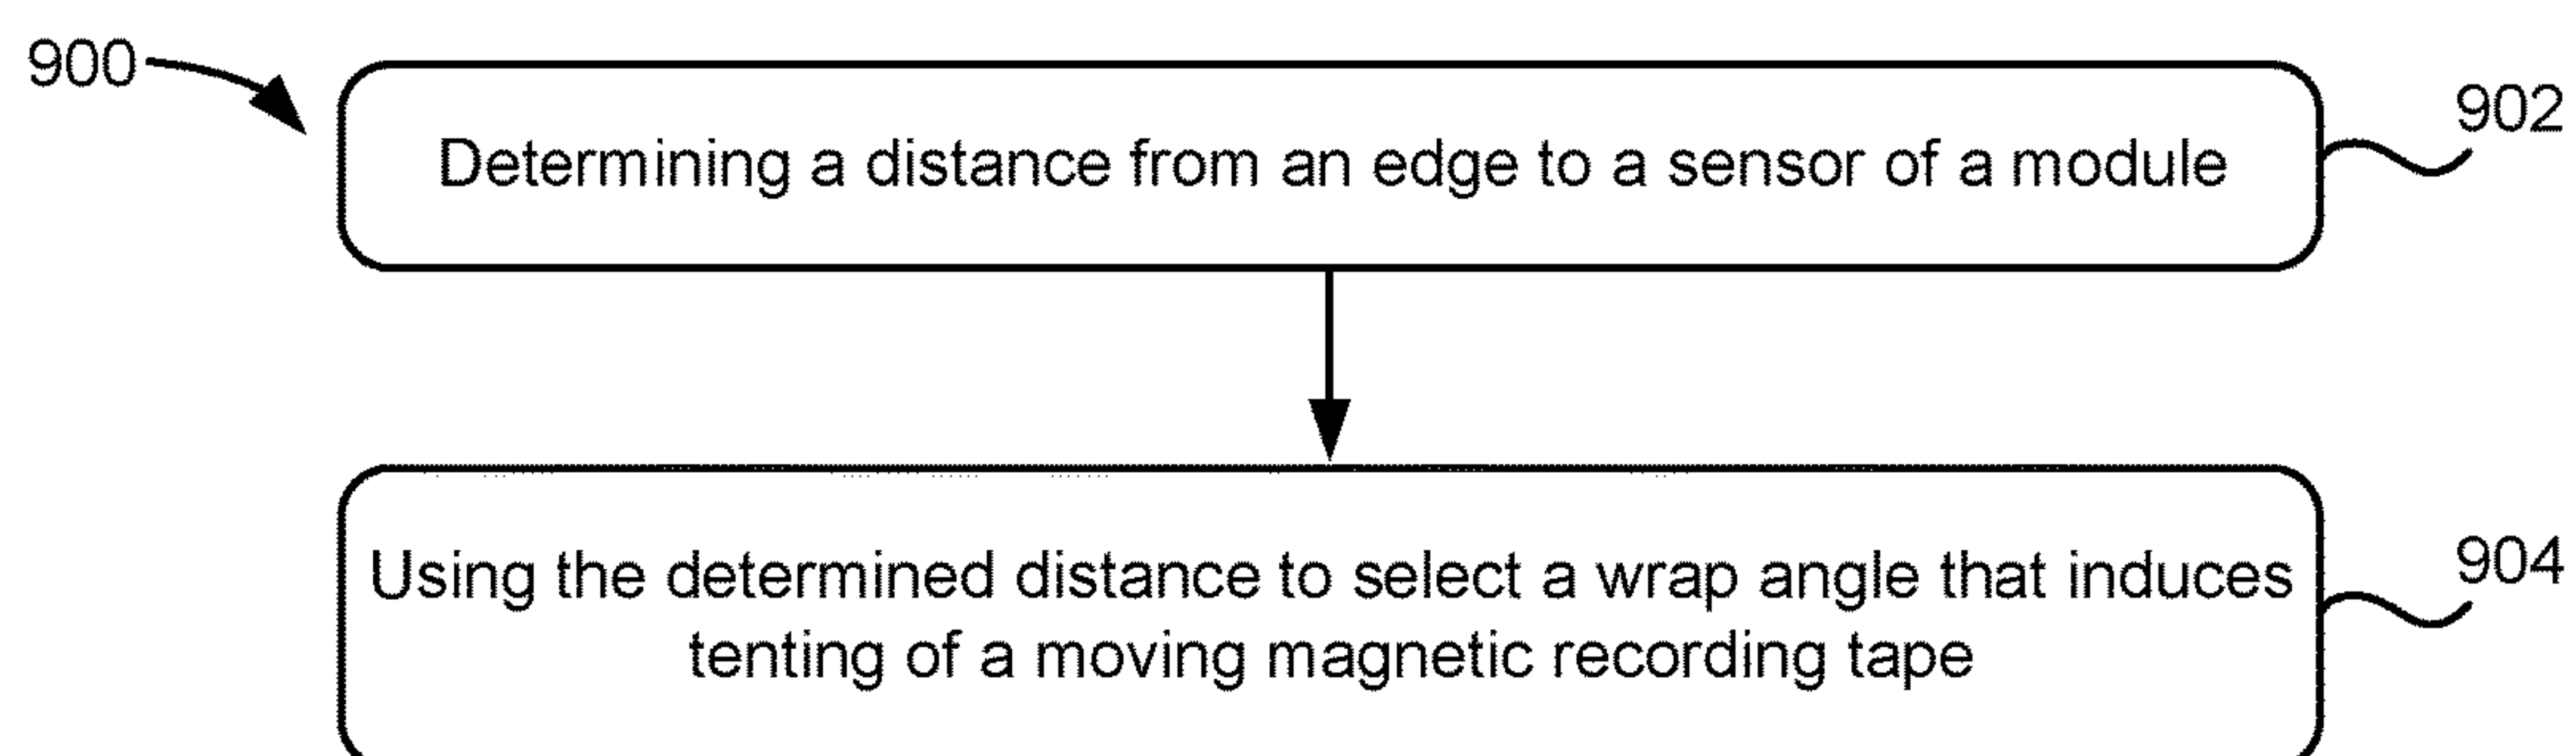 900
Determining a distance from an edge to a sensor of a module
902
Using the determined distance to select a wrap angle that induces
tenting of a moving magnetic recording tape
904